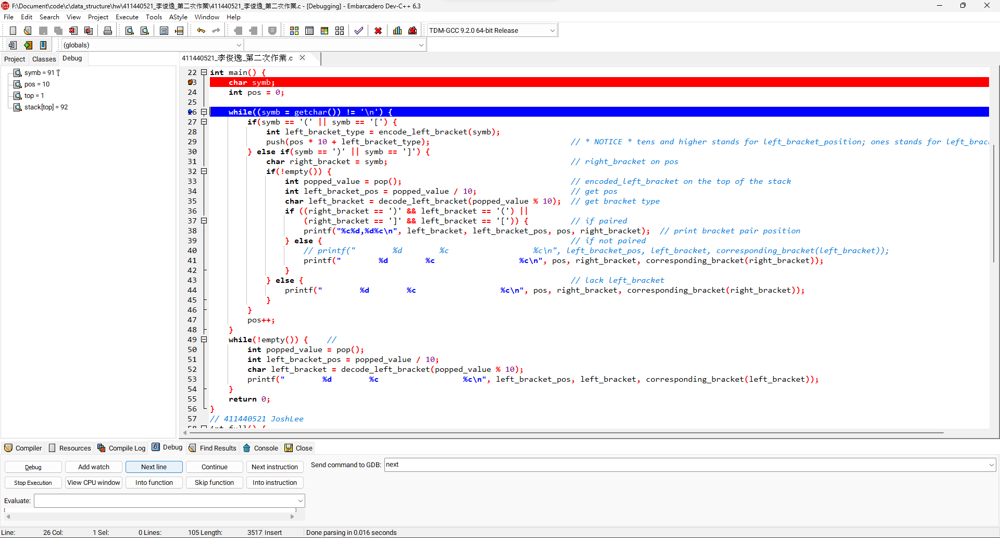 F:\Document\code\c\data_structure\hw\411440521_李俊逸_第二次作業\411440521_李俊逸_第二次作業.c - [Debugging] - Embarcadero Dev-C++ 6.3
File Edit Search View Project Execute Tools AStyle Window Help
TDM-GCC 9.2.0 64-bit Release
(globals)
Project Classes Debug
411440521_李俊逸_第二次作業.c
symb = 91 '['
pos = 10
top = 1
stack[top] = 92
22 int main() {
23 char symb;
24 int pos = 0;
25
26 while((symb = getchar()) != '\n') {
27 if(symb == '(' || symb == '[') {
28 int left_bracket_type = encode_left_bracket(symb);
29 push(pos * 10 + left_bracket_type); // * NOTICE * tens and higher stands for left_bracket_position; ones stands for left_brac
30 } else if(symb == ')' || symb == ']') {
31 char right_bracket = symb; // right_bracket on pos
32 if(!empty()) {
33 int popped_value = pop(); // encoded_left_bracket on the top of the stack
34 int left_bracket_pos = popped_value / 10; // get pos
35 char left_bracket = decode_left_bracket(popped_value % 10); // get bracket type
36 if ((right_bracket == ')' && left_bracket == '(') ||
37 (right_bracket == ']' && left_bracket == '[')) { // if paired
38 printf("%c%d,%d%c\n", left_bracket, left_bracket_pos, pos, right_bracket); // print bracket pair position
39 } else { // if not paired
40 // printf(" %d %c %c\n", left_bracket_pos, left_bracket, corresponding_bracket(left_bracket));
41 printf(" %d %c %c\n", pos, right_bracket, corresponding_bracket(right_bracket));
42 }
43 } else { // lack left_bracket
44 printf(" %d %c %c\n", pos, right_bracket, corresponding_bracket(right_bracket));
45 }
46 }
47 pos++;
48 }
49 while(!empty()) { //
50 int popped_value = pop();
51 int left_bracket_pos = popped_value / 10;
52 char left_bracket = decode_left_bracket(popped_value % 10);
53 printf(" %d %c %c\n", left_bracket_pos, left_bracket, corresponding_bracket(left_bracket));
54 }
55 return 0;
56 }
57 // 411440521 JoshLee
58 int full() {
Compiler Resources Compile Log Debug Find Results Console Close
Debug Add watch Next line Continue Next instruction Send command to GDB: next
Stop Execution View CPU window Into function Skip function Into instruction
Evaluate:
Line: 26 Col: 1 Sel: 0 Lines: 105 Length: 3517 Insert Done parsing in 0.016 seconds